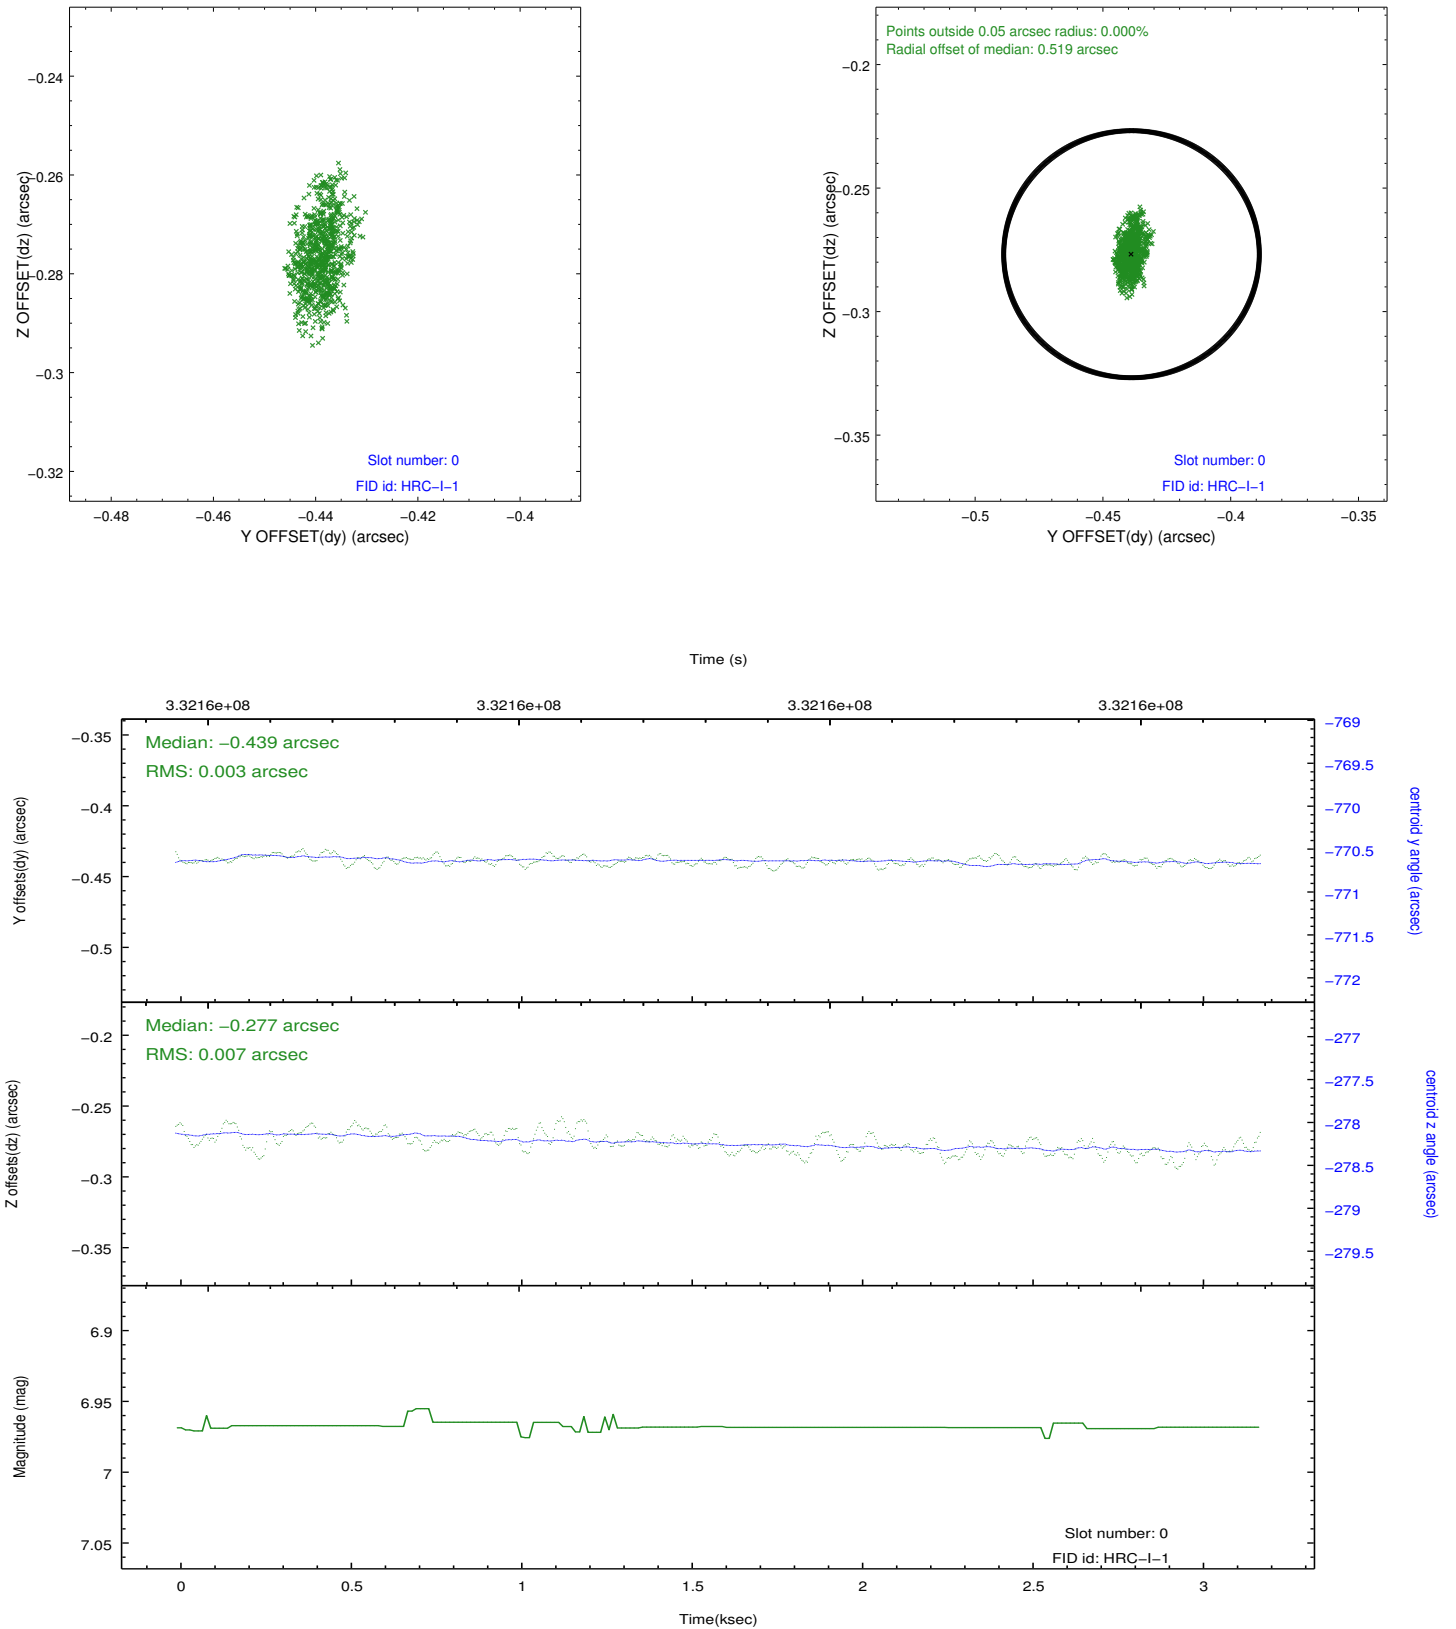 −0.24
−0.26
−0.28
−0.3
−0.32
Z OFFSET(dz) (arcsec)
Slot number: 0
FID id: HRC−I−1
−0.48
−0.46
−0.44
−0.42
−0.4
Y OFFSET(dy) (arcsec)
Points outside 0.05 arcsec radius: 0.000%
Radial offset of median: 0.519 arcsec
−0.2
−0.25
−0.3
−0.35
Z OFFSET(dz) (arcsec)
Slot number: 0
FID id: HRC−I−1
−0.5
−0.45
−0.4
−0.35
Y OFFSET(dy) (arcsec)
Time (s)
3.3216e+08
3.3216e+08
3.3216e+08
3.3216e+08
Median: −0.439 arcsec
RMS: 0.003 arcsec
−0.35
−0.4
−0.45
−0.5
Y offsets(dy) (arcsec)
−769
−769.5
−770
−770.5
−771
−771.5
−772
centroid y angle (arcsec)
Median: −0.277 arcsec
RMS: 0.007 arcsec
−0.2
−0.25
−0.3
−0.35
Z offsets(dz) (arcsec)
−277
−277.5
−278
−278.5
−279
−279.5
centroid z angle (arcsec)
6.9
6.95
7
7.05
Magnitude (mag)
Slot number: 0
FID id: HRC−I−1
0
0.5
1
1.5
2
2.5
3
Time(ksec)